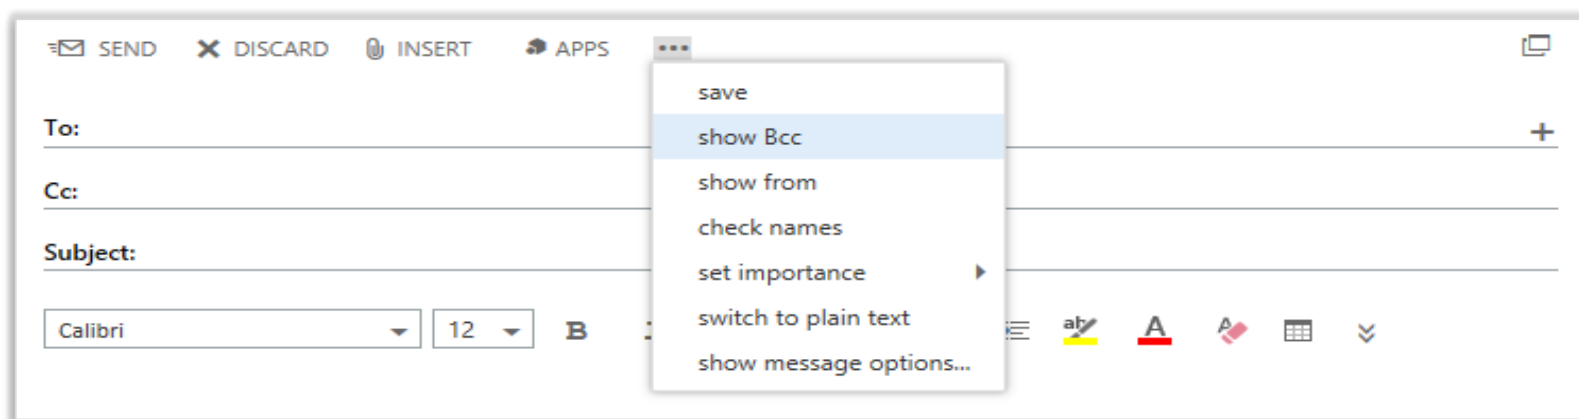 SEND DISCARD INSERT APPS •••
save
To:
show Bcc
show from
Cc:
check names
Subject:
set importance
switch to plain text
Calibri 12 B A
show message options...